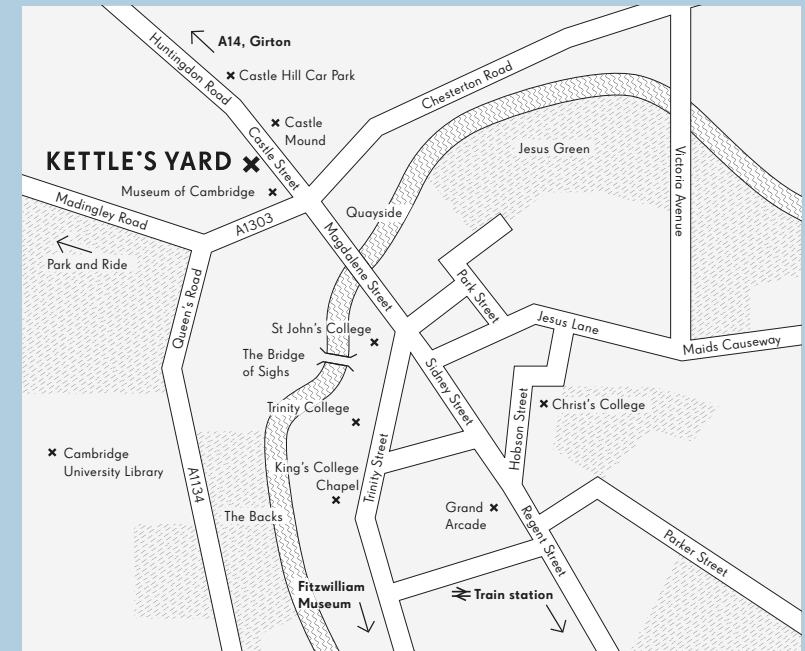 A14, Girton
Huntingdon Road
Castle Hill Car Park
Chesterton Road
Castle
Mound
Castle Street
KETTLE'S YARD
Jesus Green
Victoria Avenue
Museum of Cambridge
Madingley Road
A1303
Quayside
Park and Ride
Magdalene Street
Queen's Road
Park Street
St John's College
Jesus Lane
Maids Causeway
The Bridge
of Sighs
Sidney Street
Trinity College
Hobson Street
Christ's College
Cambridge
University Library
King's College
Chapel
Trinity Street
A1134
Grand
Arcade
The Backs
Regent Street
Parker Street
Fitzwilliam
Museum
Train station